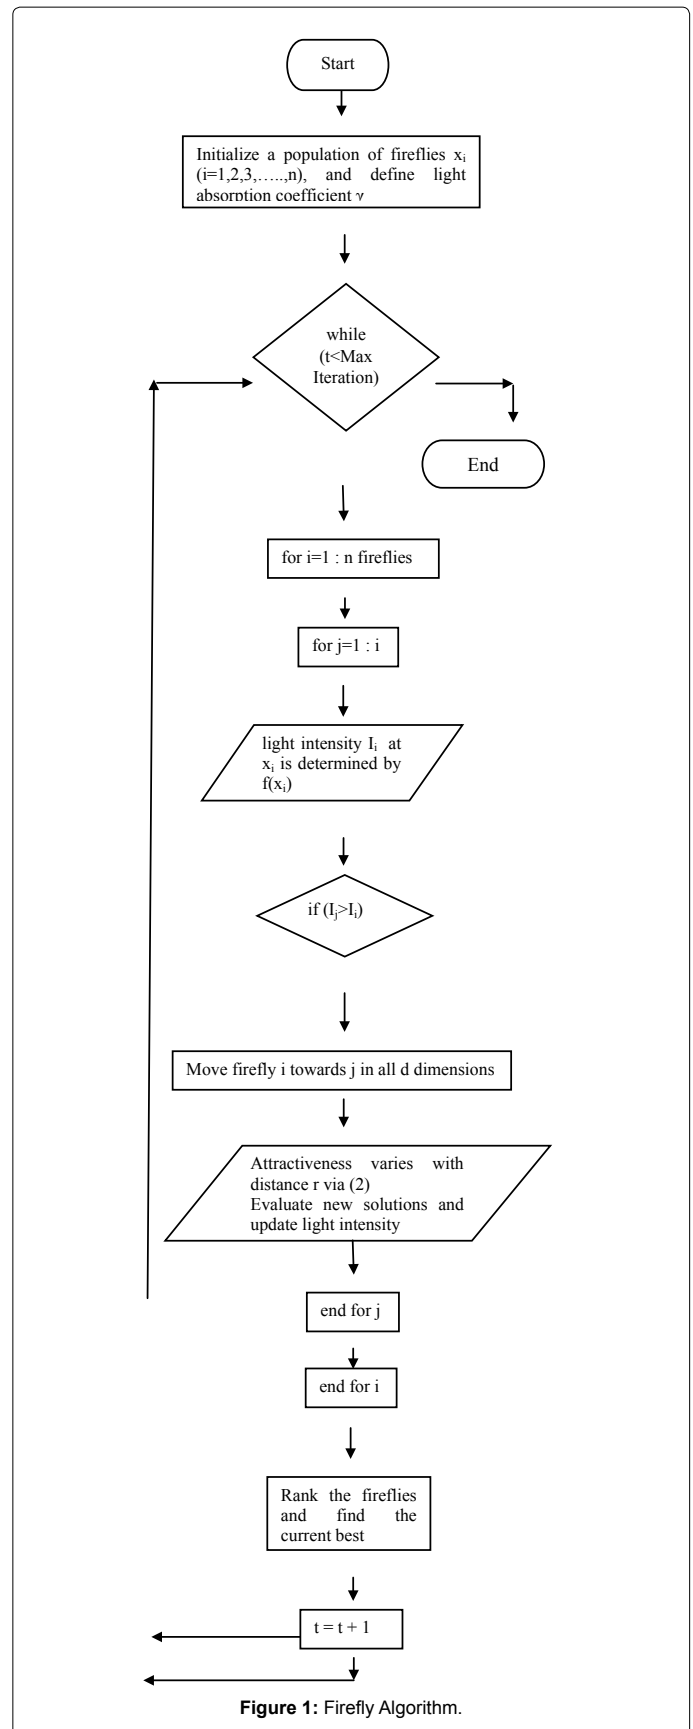 Start
Initialize a population of fireflies xᵢ
(i=1,2,3,…..,n), and define light
absorption coefficient γ
while
(t<Max
Iteration)
End
for i=1 : n fireflies
for j=1 : i
light intensity Iᵢ at
xᵢ is determined by
f(xᵢ)
if (Iⱼ>Iᵢ)
Move firefly i towards j in all d dimensions
Attractiveness varies with
distance r via (2)
Evaluate new solutions and
update light intensity
end for j
end for i
Rank the fireflies
and find the
current best
t = t + 1
Figure 1: Firefly Algorithm.